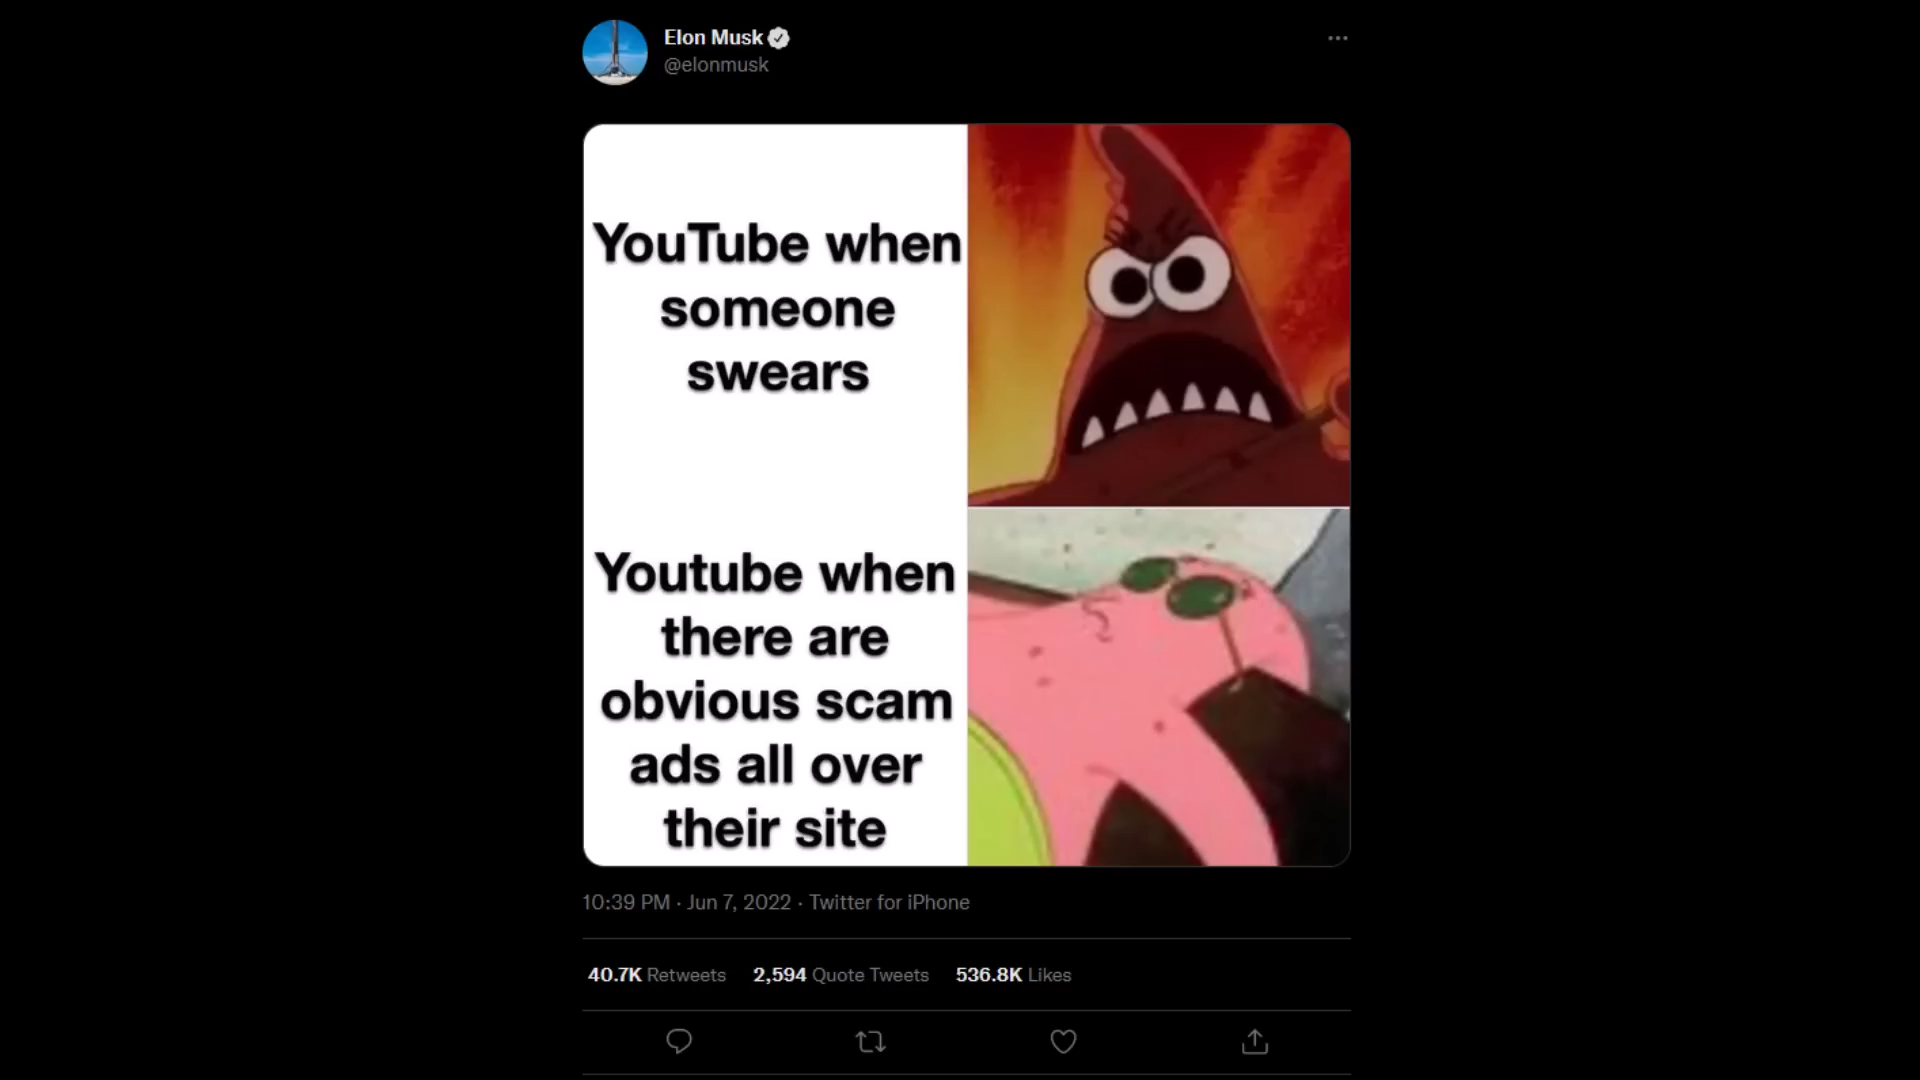 Elon Musk
@elonmusk
YouTube when
someone
swears
Youtube when
there are
obvious scam
ads all over
their site
10:39 PM · Jun 7, 2022 · Twitter for iPhone
40.7K Retweets 2,594 Quote Tweets 536.8K Likes